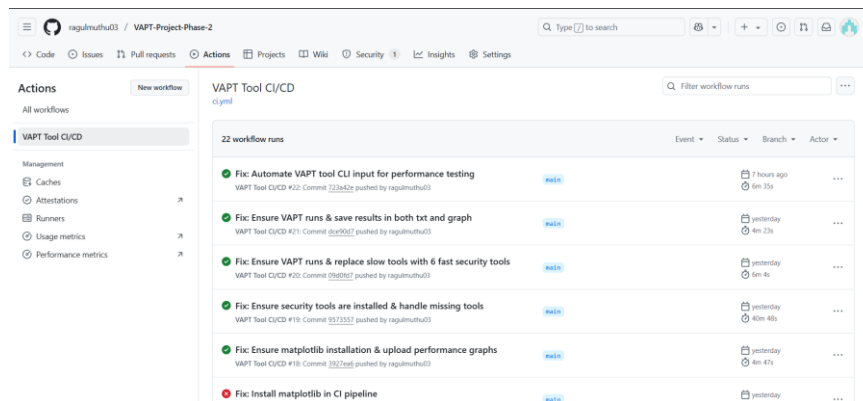 ragulmuthu03 / VAPT-Project-Phase-2
Type / to search
Code Issues Pull requests Actions Projects Wiki Security 1 Insights Settings
Actions
New workflow
All workflows
VAPT Tool CI/CD
Management
Caches
Attestations
Runners
Usage metrics
Performance metrics
VAPT Tool CI/CD
ci.yml
Filter workflow runs
22 workflow runs
Event Status Branch Actor
Fix: Automate VAPT tool CLI input for performance testing
VAPT Tool CI/CD #22: Commit 723a42e pushed by ragulmuthu03
main
7 hours ago
6m 35s
Fix: Ensure VAPT runs & save results in both txt and graph
VAPT Tool CI/CD #21: Commit dce90d7 pushed by ragulmuthu03
main
yesterday
4m 23s
Fix: Ensure VAPT runs & replace slow tools with 6 fast security tools
VAPT Tool CI/CD #20: Commit 09d0fd7 pushed by ragulmuthu03
main
yesterday
6m 4s
Fix: Ensure security tools are installed & handle missing tools
VAPT Tool CI/CD #19: Commit 9573557 pushed by ragulmuthu03
main
yesterday
40m 48s
Fix: Ensure matplotlib installation & upload performance graphs
VAPT Tool CI/CD #18: Commit 3927ea6 pushed by ragulmuthu03
main
yesterday
4m 47s
Fix: Install matplotlib in CI pipeline
main
yesterday